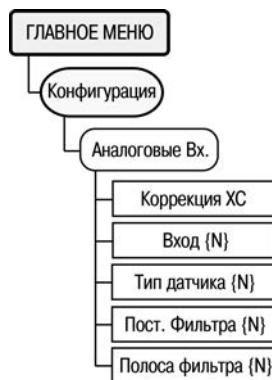 ГЛАВНОЕ МЕНЮ
Конфигурация
Аналоговые Вх.
Коррекция ХС
Вход {N}
Тип датчика {N}
Пост. Фильтра {N}
Полоса фильтра {N}